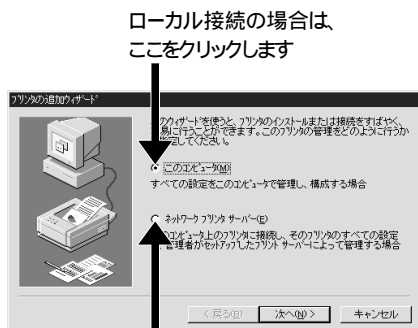 ローカル接続の場合は、
ここをクリックします
プリンタの追加ウィザード
のウィザードを使うと、プリンタのインストールまたは接続をすばやく、
易に行うことができます。このプリンタの管理をどのように行うか
定してください。
このコンピュータ(M)
すべての設定をこのコンピュータで管理し、構成する場合
ネットワーク プリンタ サーバー(E)
コンピュータ上のプリンタに接続し、そのプリンタのすべての設定
管理者がセットアップしたプリント サーバーによって管理する場合
< 戻る(B) 次へ(N) > キャンセル